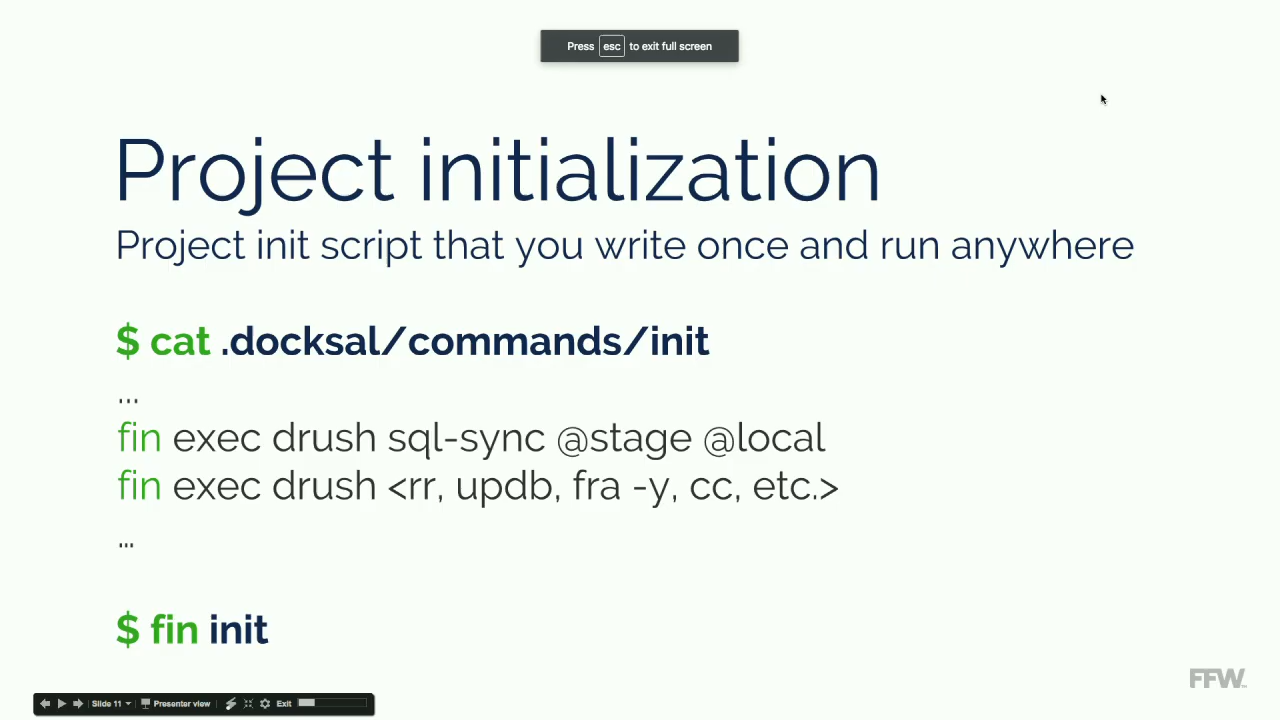 Press esc to exit full screen
Project initialization
Project init script that you write once and run anywhere
$ cat .docksal/commands/init
...
fin exec drush sql-sync @stage @local
fin exec drush <rr, updb, fra -y, cc, etc.>
...
$ fin init
FFW
Slide 11 Presenter view Exit